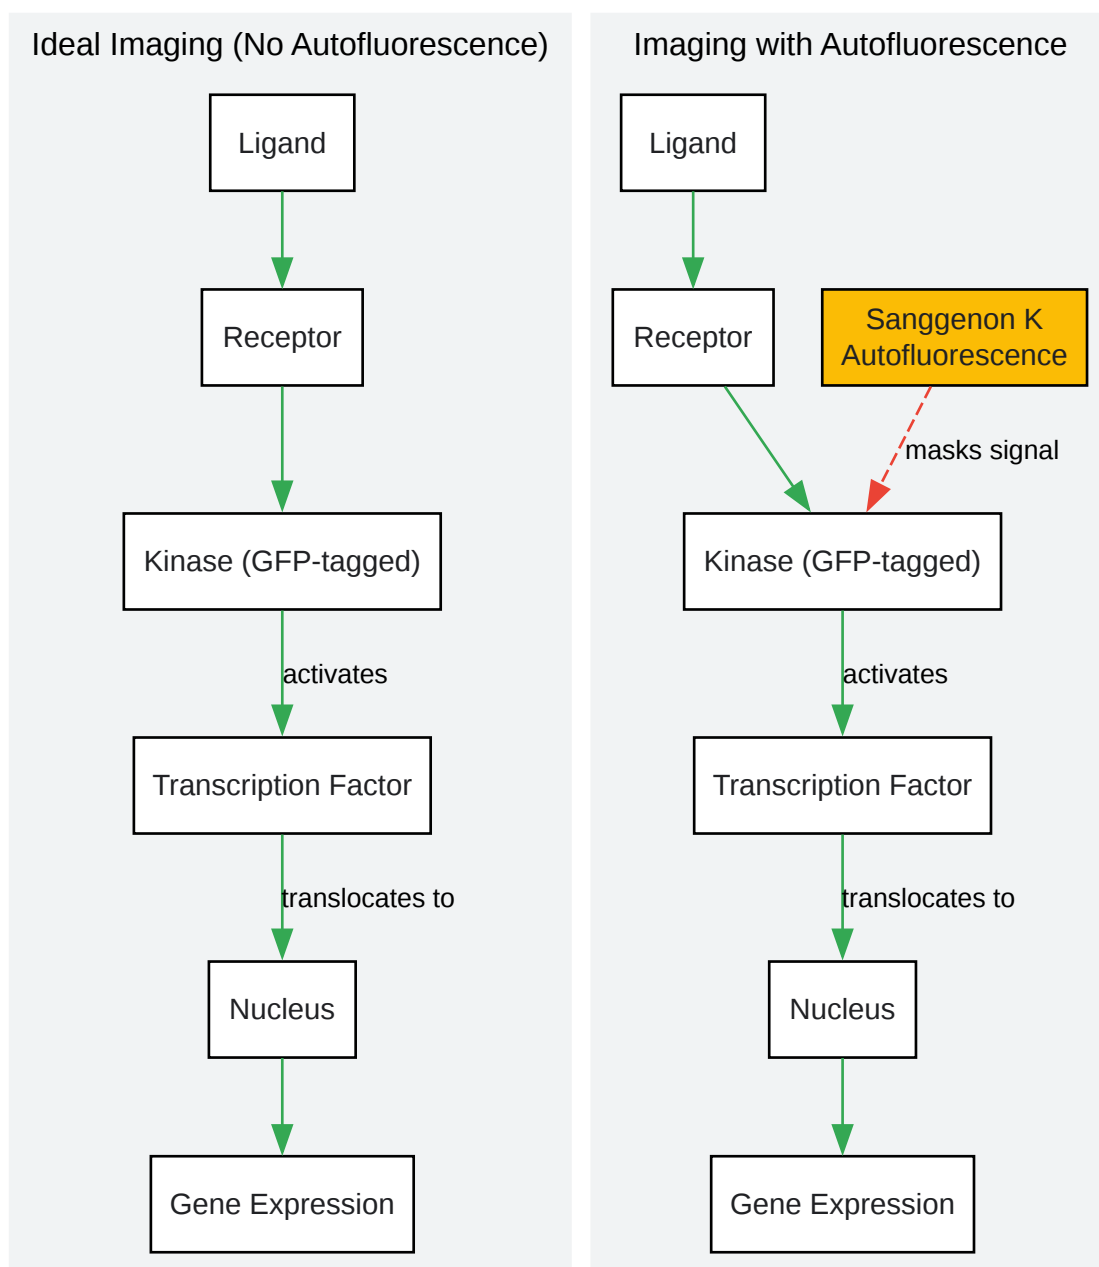 Ideal Imaging (No Autofluorescence)
Ligand
Receptor
Kinase (GFP-tagged)
activates
Transcription Factor
translocates to
Nucleus
Gene Expression
Imaging with Autofluorescence
Ligand
Receptor
Sanggenon K
Autofluorescence
masks signal
Kinase (GFP-tagged)
activates
Transcription Factor
translocates to
Nucleus
Gene Expression